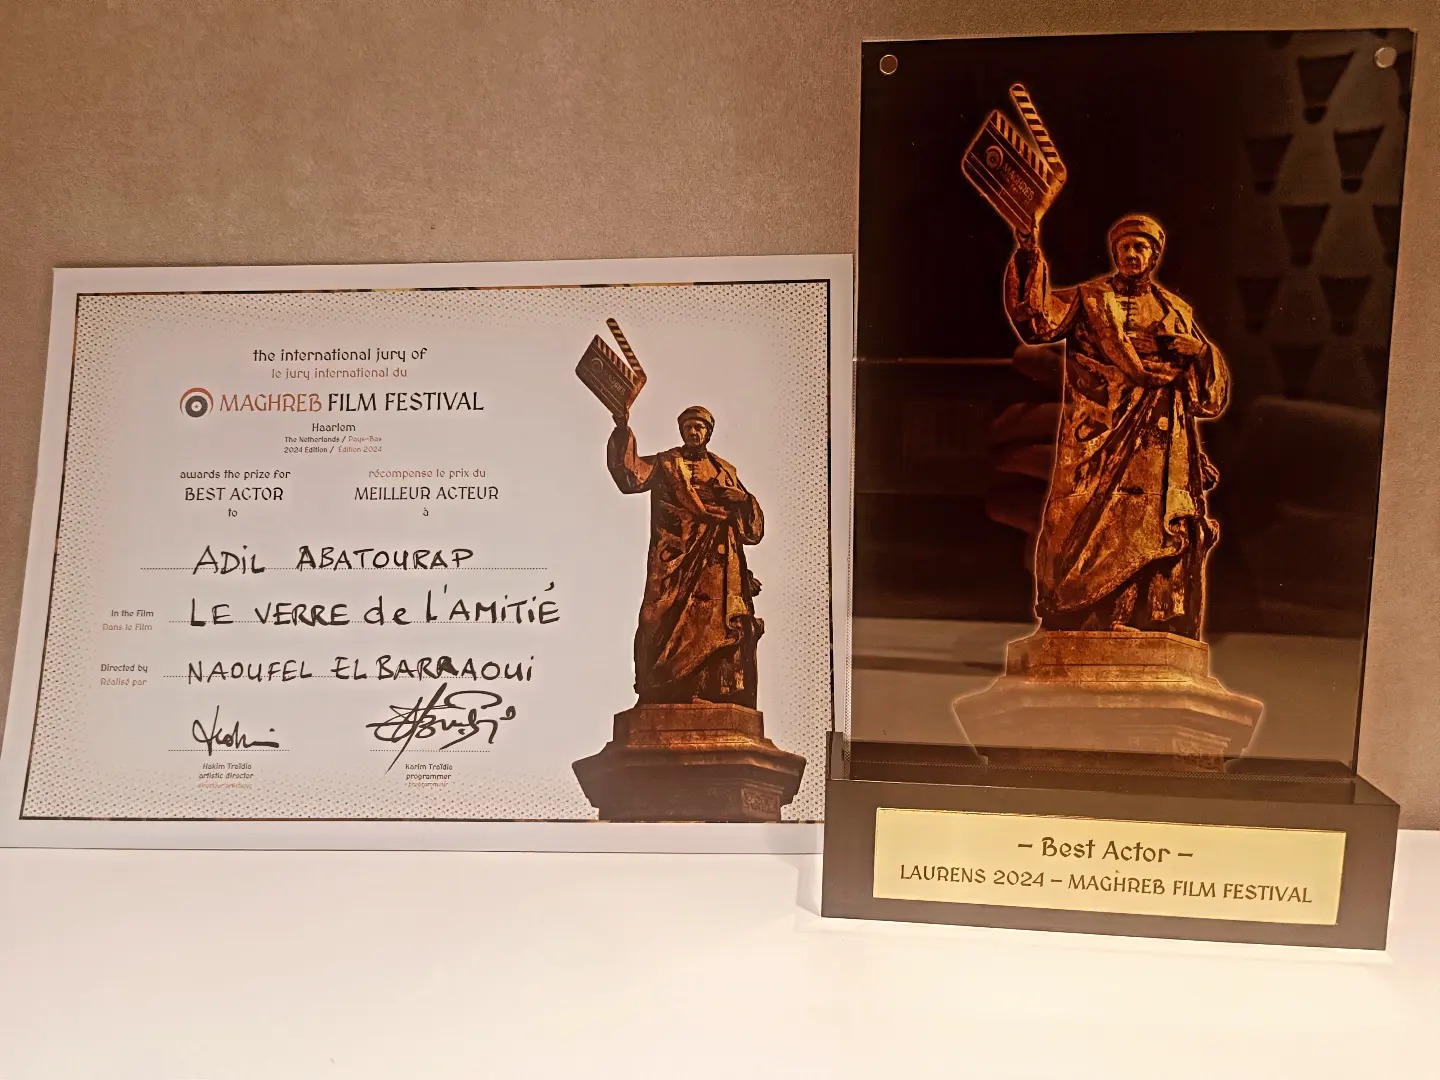 the international jury of
le jury international du
MAGHREB FILM FESTIVAL
Haarlem
The Netherlands / Pays-Bas
2024 Edition / Édition 2024
awards the prize for
BEST ACTOR
to
récompense le prix du
MEILLEUR ACTEUR
à
ADIL ABATOURAP
In the Film
Dans le Film
LE VERRE de L'AMITIÉ
Directed by
Réalisé par
NAOUFEL EL BARRAOUI
Hakim Traïdia
artistic director
Karim Traïdia
programmer
programmeur
MAGHREB
– Best Actor –
LAURENS 2024 – MAGHREB FILM FESTIVAL